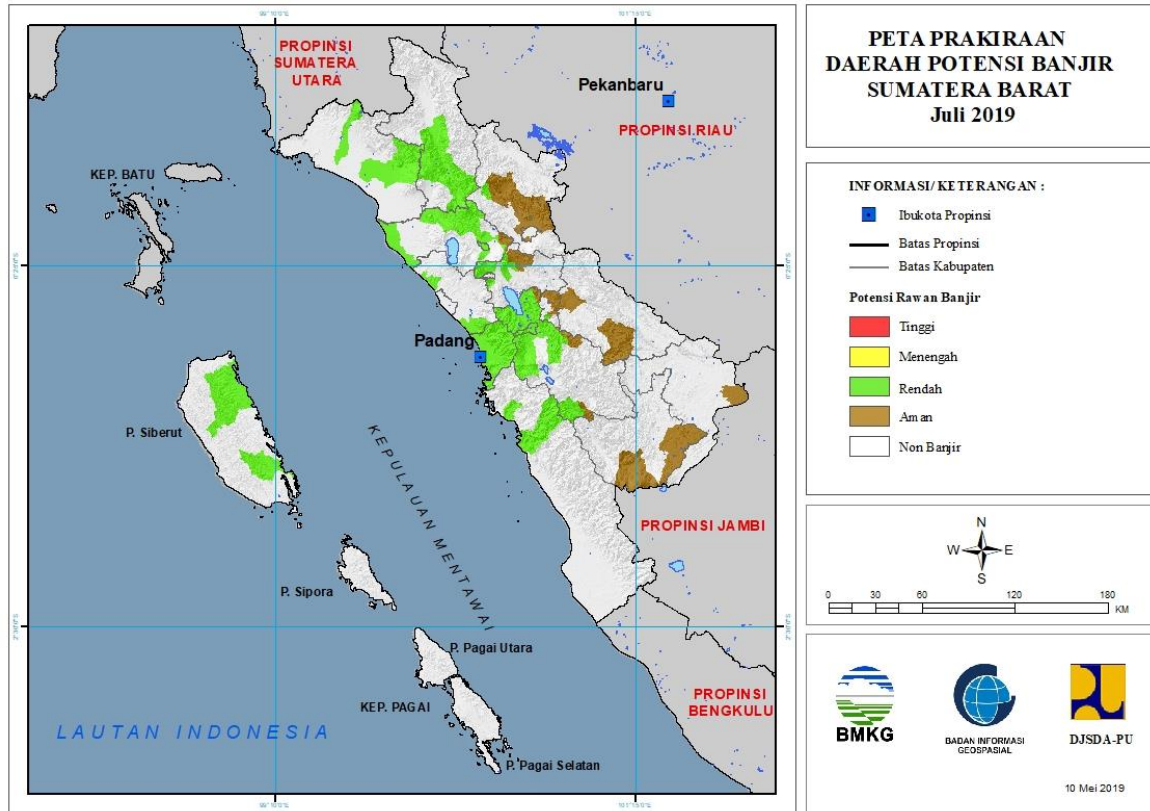 PROPINSI
SUMATERA
UTARA
Pekanbaru
PROPINSI RIAU
KEP. BATU
Padang
P. Siberut
KEPULAUAN MENTAWAI
PROPINSI JAMBI
P. Sipora
P. Pagai Utara
KEP. PAGAI
PROPINSI
BENGKULU
LAUTAN INDONESIA
P. Pagai Selatan
PETA PRAKIRAAN
DAERAH POTENSI BANJIR
SUMATERA BARAT
Juli 2019
INFORMASI/ KETERANGAN :
Ibukota Propinsi
Batas Propinsi
Batas Kabupaten
Potensi Rawan Banjir
Tinggi
Menengah
Rendah
Aman
Non Banjir
N
W E
S
0 30 60 120 180
KM
BMKG
BADAN INFORMASI
GEOSPASIAL
DJSDA-PU
10 Mei 2019